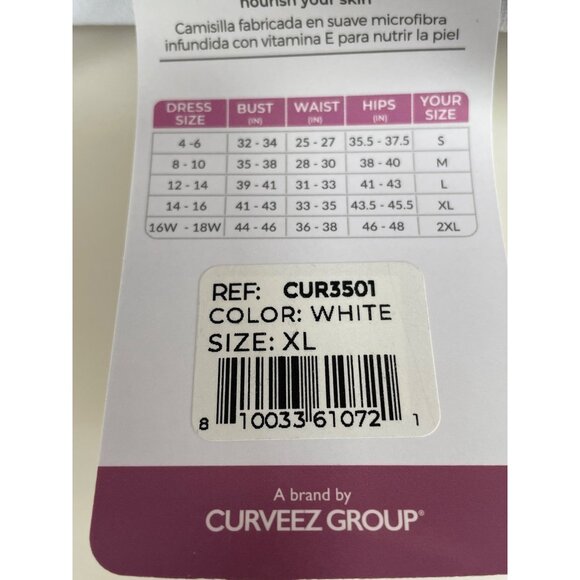 nourish your skin
Camisilla fabricada en suave microfibra
infundida con vitamina E para nutrir la piel
DRESS SIZE BUST (IN) WAIST (IN) HIPS (IN) YOUR SIZE
4 -6 32 - 34 25 - 27 35.5 - 37.5 S
8 - 10 35 - 38 28 - 30 38 - 40 M
12 - 14 39 - 41 31 - 33 41 - 43 L
14 - 16 41 - 43 33 - 35 43.5 - 45.5 XL
16W - 18W 44 - 46 36 - 38 46 - 48 2XL
REF: CUR3501
COLOR: WHITE
SIZE: XL
8 10033 61072 1
A brand by
CURVEEZ GROUP®